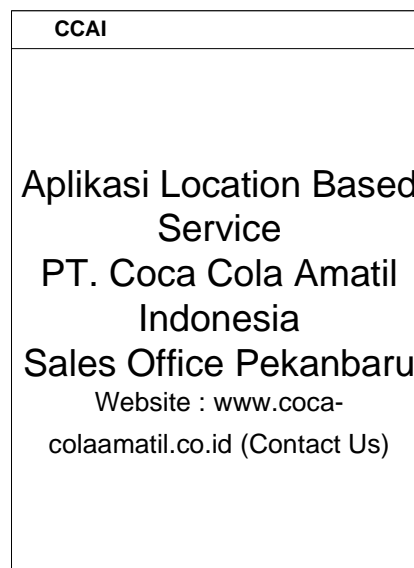 CCAI
Aplikasi Location Based
Service
PT. Coca Cola Amatil
Indonesia
Sales Office Pekanbaru
Website : www.coca-
colaamatil.co.id (Contact Us)